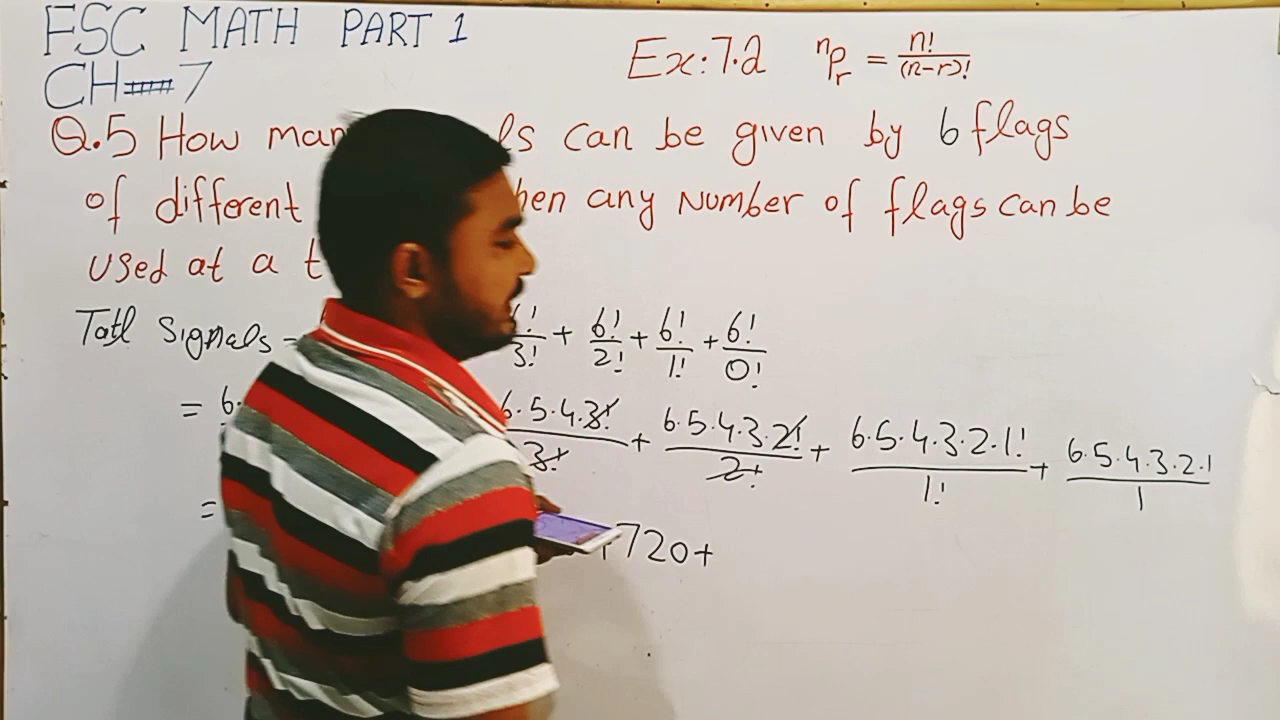 FSC MATH PART 1
CH # 7
Ex: 7.2 ⁿPᵣ = n!/(n-r)!
Q.5 How can be given by 6 flags
of different any Number of flags can be
used at a
Totl Signals = 6!/3! + 6!/2! + 6!/1! + 6!/0!
= 6. 6.5.4.3!/3! + 6.5.4.3.2!/2! + 6.5.4.3.2.1!/1! + 6.5.4.3.2.1/1
= +720+